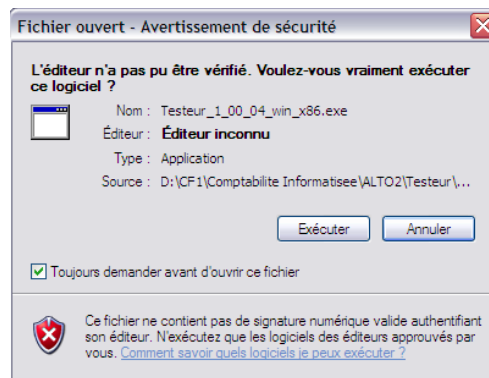 Fichier ouvert - Avertissement de sécurité
L'éditeur n'a pas pu être vérifié. Voulez-vous vraiment exécuter
ce logiciel ?
Nom : Testeur_1_00_04_win_x86.exe
Éditeur : Éditeur inconnu
Type : Application
Source : D:\CF1\Comptabilite Informatisee\ALTO2\Testeur\...
Exécuter Annuler
Toujours demander avant d'ouvrir ce fichier
Ce fichier ne contient pas de signature numérique valide authentifiant
son éditeur. N'exécutez que les logiciels des éditeurs approuvés par
vous. Comment savoir quels logiciels je peux exécuter ?